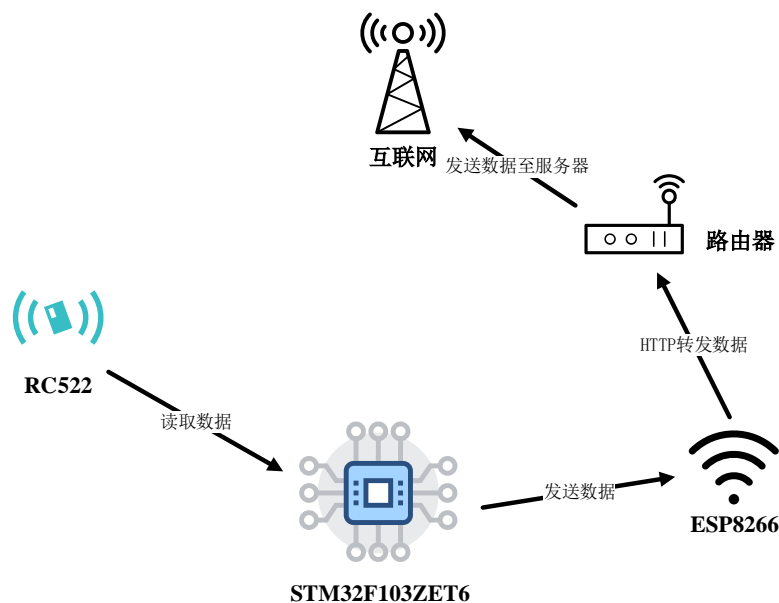 互联网
发送数据至服务器
路由器
HTTP转发数据
RC522
读取数据
发送数据
ESP8266
STM32F103ZET6